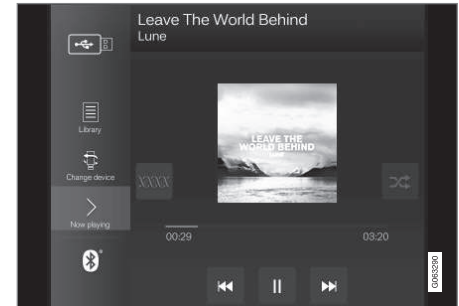 Leave The World Behind
Lune
Library
Change device
Now playing
LEAVE THE
WORLD BEHIND
XXXX
00:29
03:20
G063290